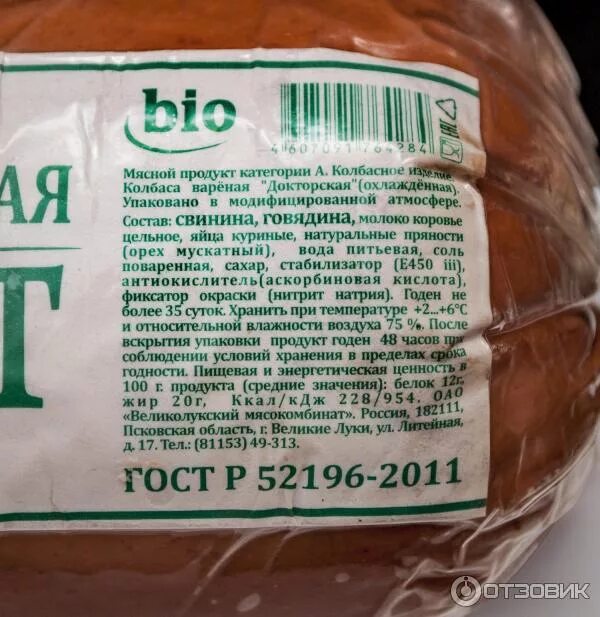 bio
4607091764284
Мясной продукт категории А. Колбасное изделие.
Колбаса варёная "Докторская"(охлаждённая).
Упаковано в модифицированной атмосфере.
Состав: свинина, говядина, молоко коровье
цельное, яйца куриные, натуральные пряности
(орех мускатный), вода питьевая, соль
поваренная, сахар, стабилизатор (Е450 iii),
антиокислитель(аскорбиновая кислота),
фиксатор окраски (нитрит натрия). Годен не
более 35 суток. Хранить при температуре +2...+6°С
и относительной влажности воздуха 75 %. После
вскрытия упаковки продукт годен 48 часов при
соблюдении условий хранения в пределах срока
годности. Пищевая и энергетическая ценность в
100 г. продукта (средние значения): белок 12г,
жир 20г, Ккал/кДж 228/954. ОАО
«Великолукский мясокомбинат». Россия, 182111,
Псковская область, г. Великие Луки, ул. Литейная,
д. 17. Тел.: (81153) 49-313.
ГОСТ Р 52196-2011
АЯ
Т
ОТЗОВИК